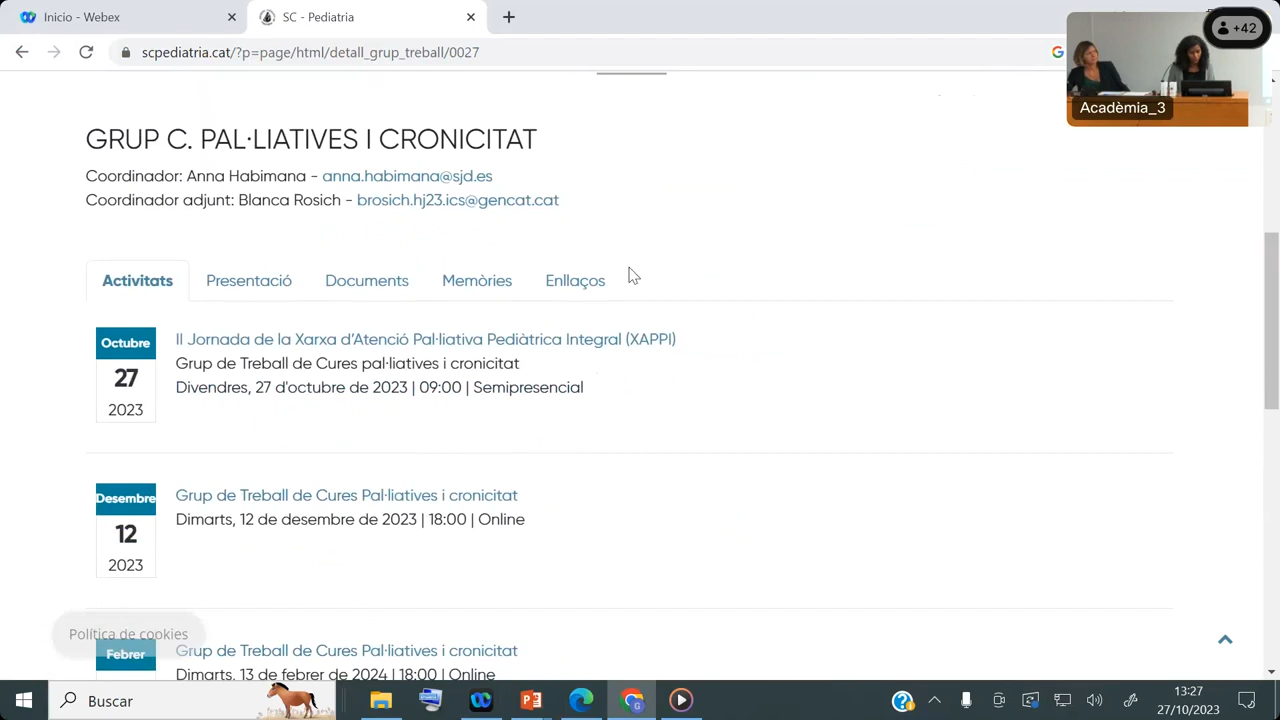 Inicio - Webex
SC - Pediatria
scpediatria.cat/?p=page/html/detall_grup_treball/0027
+42
Acadèmia_3
GRUP C. PAL·LIATIVES I CRONICITAT
Coordinador: Anna Habimana - anna.habimana@sjd.es
Coordinador adjunt: Blanca Rosich - brosich.hj23.ics@gencat.cat
Activitats
Presentació
Documents
Memòries
Enllaços
Octubre
27
2023
II Jornada de la Xarxa d'Atenció Pal·liativa Pediàtrica Integral (XAPPI)
Grup de Treball de Cures pal·liatives i cronicitat
Divendres, 27 d'octubre de 2023 | 09:00 | Semipresencial
Desembre
12
2023
Grup de Treball de Cures Pal·liatives i cronicitat
Dimarts, 12 de desembre de 2023 | 18:00 | Online
Política de cookies
Febrer
Grup de Treball de Cures Pal·liatives i cronicitat
Dimarts, 13 de febrer de 2024 | 18:00 | Online
Buscar
13:27
27/10/2023